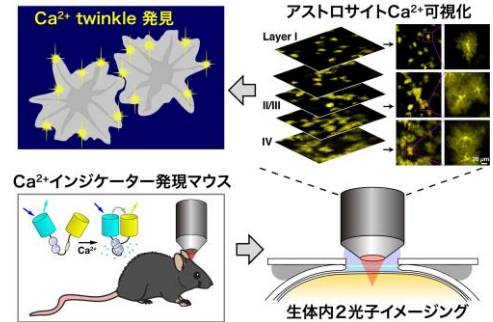 Ca²⁺ twinkle 発見
アストロサイトCa²⁺可視化
Layer I
II/III
IV
20 μm
Ca²⁺インジケーター発現マウス
Ca²⁺
生体内2光子イメージング